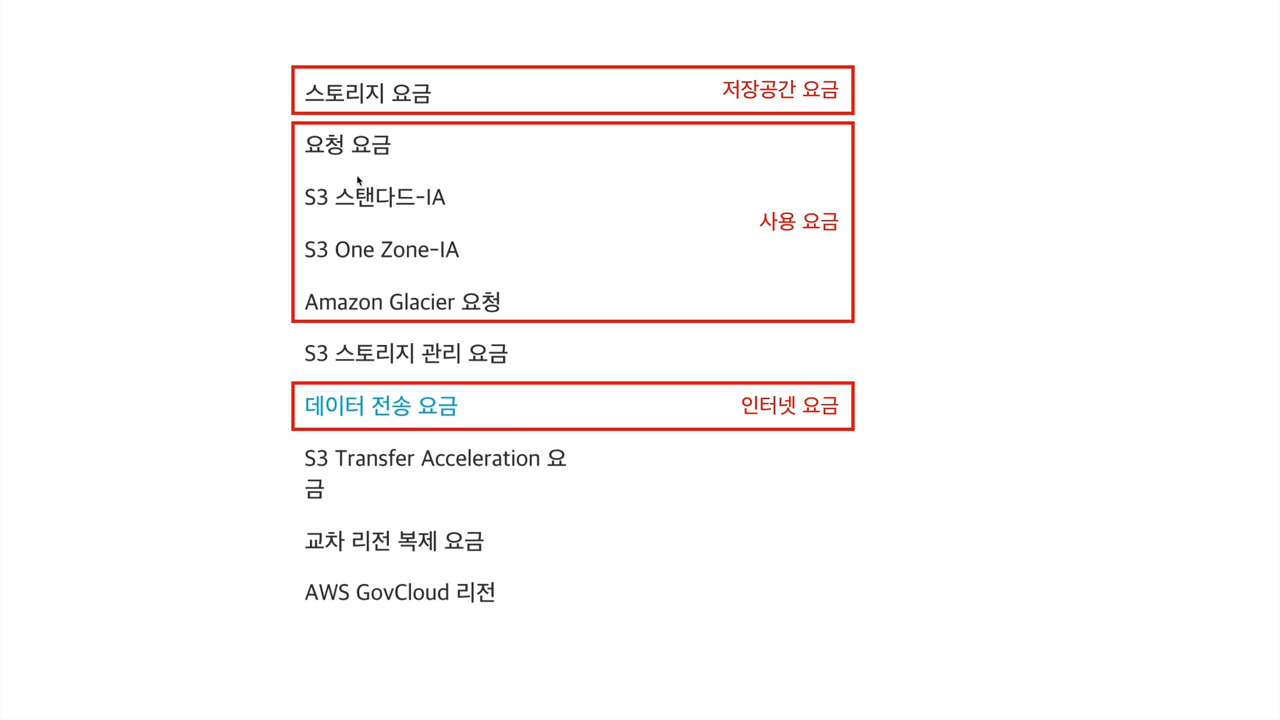 스토리지 요금 저장공간 요금
요청 요금
S3 스탠다드-IA
사용 요금
S3 One Zone-IA
Amazon Glacier 요청
S3 스토리지 관리 요금
데이터 전송 요금 인터넷 요금
S3 Transfer Acceleration 요
금
교차 리전 복제 요금
AWS GovCloud 리전